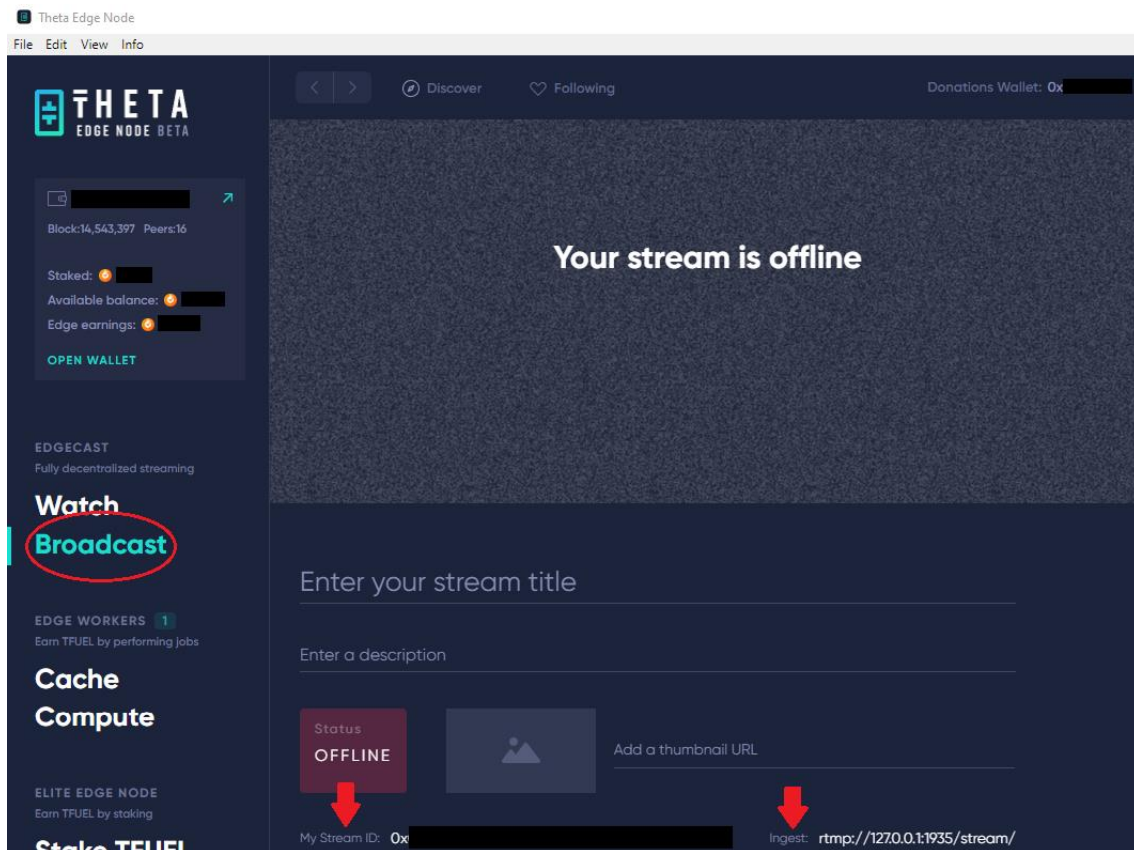 Theta Edge Node
File Edit View Info
THETA
EDGE NODE BETA
Discover
Following
Donations Wallet: 0x
Block:14,543,397 Peers:16
Staked:
Available balance:
Edge earnings:
OPEN WALLET
Your stream is offline
EDGECAST
Fully decentralized streaming
Watch
Broadcast
EDGE WORKERS 1
Earn TFUEL by performing jobs
Cache
Compute
ELITE EDGE NODE
Earn TFUEL by staking
Stake TFUEL
Enter your stream title
Enter a description
Status
OFFLINE
Add a thumbnail URL
My Stream ID: 0x
Ingest: rtmp://127.0.0.1:1935/stream/